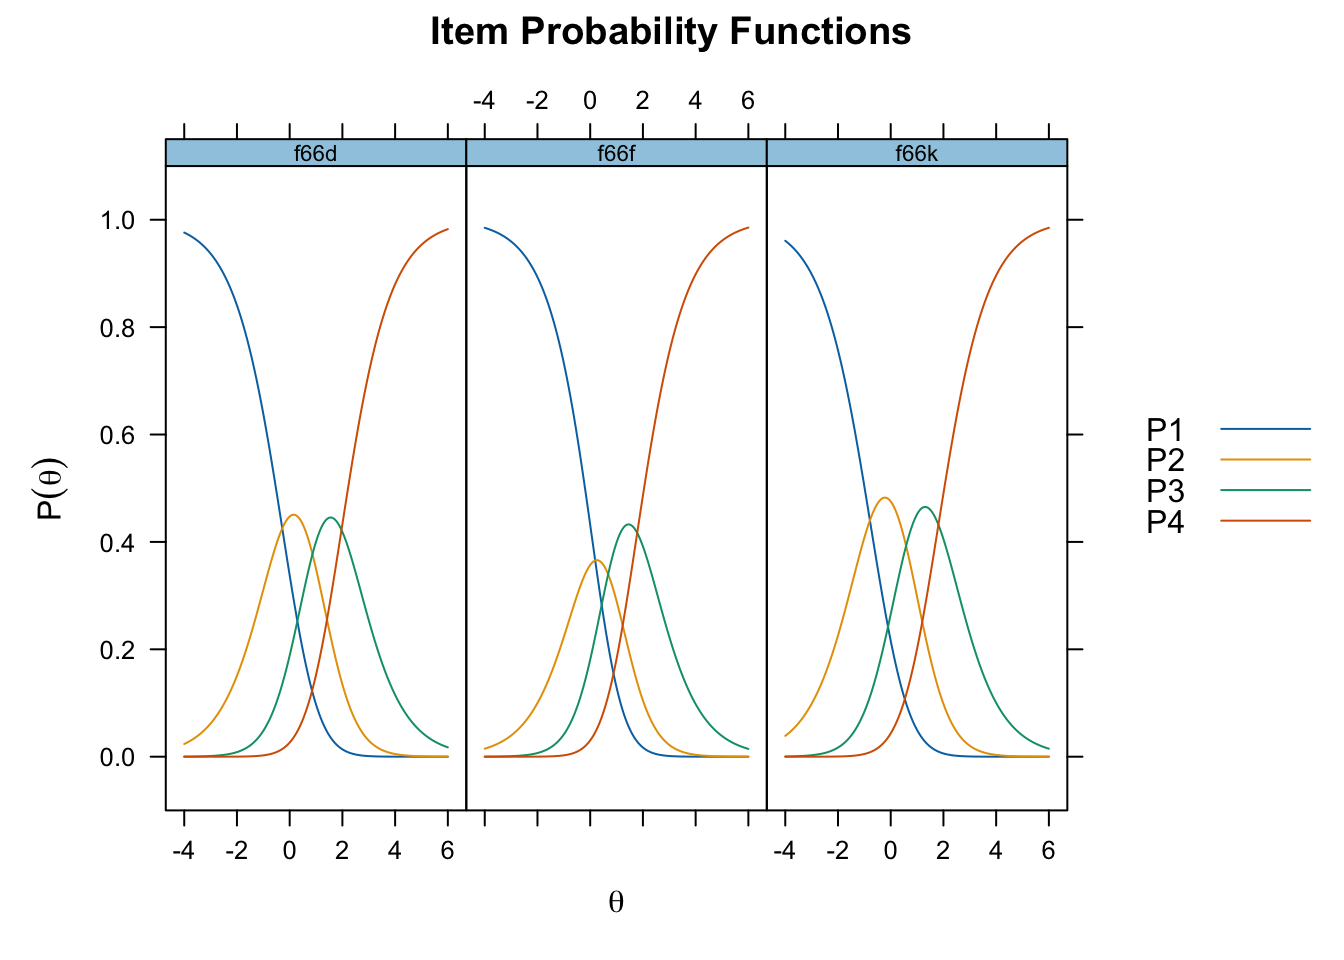 Item Probability Functions
-4 -2 0 2 4 6
f66d f66f f66k
1.0
0.8
0.6
0.4
0.2
0.0
P(θ)
-4 -2 0 2 4 6 -4 -2 0 2 4 6
θ
P1
P2
P3
P4